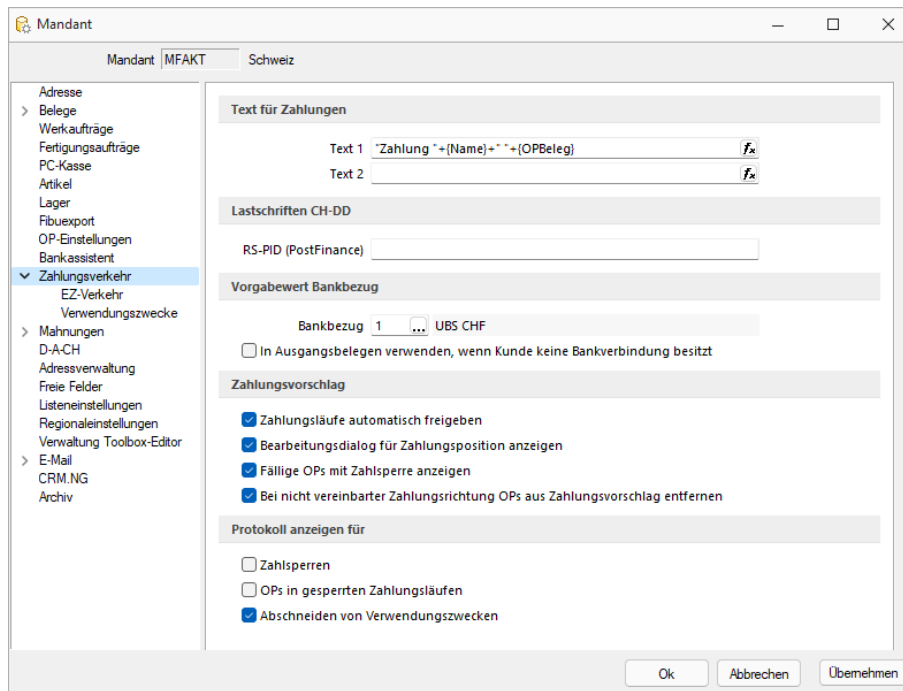 Mandant
Mandant MFAKT Schweiz
Adresse
Belege
Werkaufträge
Fertigungsaufträge
PC-Kasse
Artikel
Lager
Fibuexport
OP-Einstellungen
Bankassistent
Zahlungsverkehr
EZ-Verkehr
Verwendungszwecke
Mahnungen
D-A-CH
Adressverwaltung
Freie Felder
Listeneinstellungen
Regionaleinstellungen
Verwaltung Toolbox-Editor
E-Mail
CRM.NG
Archiv
Text für Zahlungen
Text 1 "Zahlung "+{Name}+" "+{OPBeleg} fx
Text 2 fx
Lastschriften CH-DD
RS-PID (PostFinance)
Vorgabewert Bankbezug
Bankbezug 1 ... UBS CHF
In Ausgangsbelegen verwenden, wenn Kunde keine Bankverbindung besitzt
Zahlungsvorschlag
Zahlungsläufe automatisch freigeben
Bearbeitungsdialog für Zahlungsposition anzeigen
Fällige OPs mit Zahlsperre anzeigen
Bei nicht vereinbarter Zahlungsrichtung OPs aus Zahlungsvorschlag entfernen
Protokoll anzeigen für
Zahlsperren
OPs in gesperrten Zahlungsläufen
Abschneiden von Verwendungszwecken
Ok Abbrechen Übernehmen